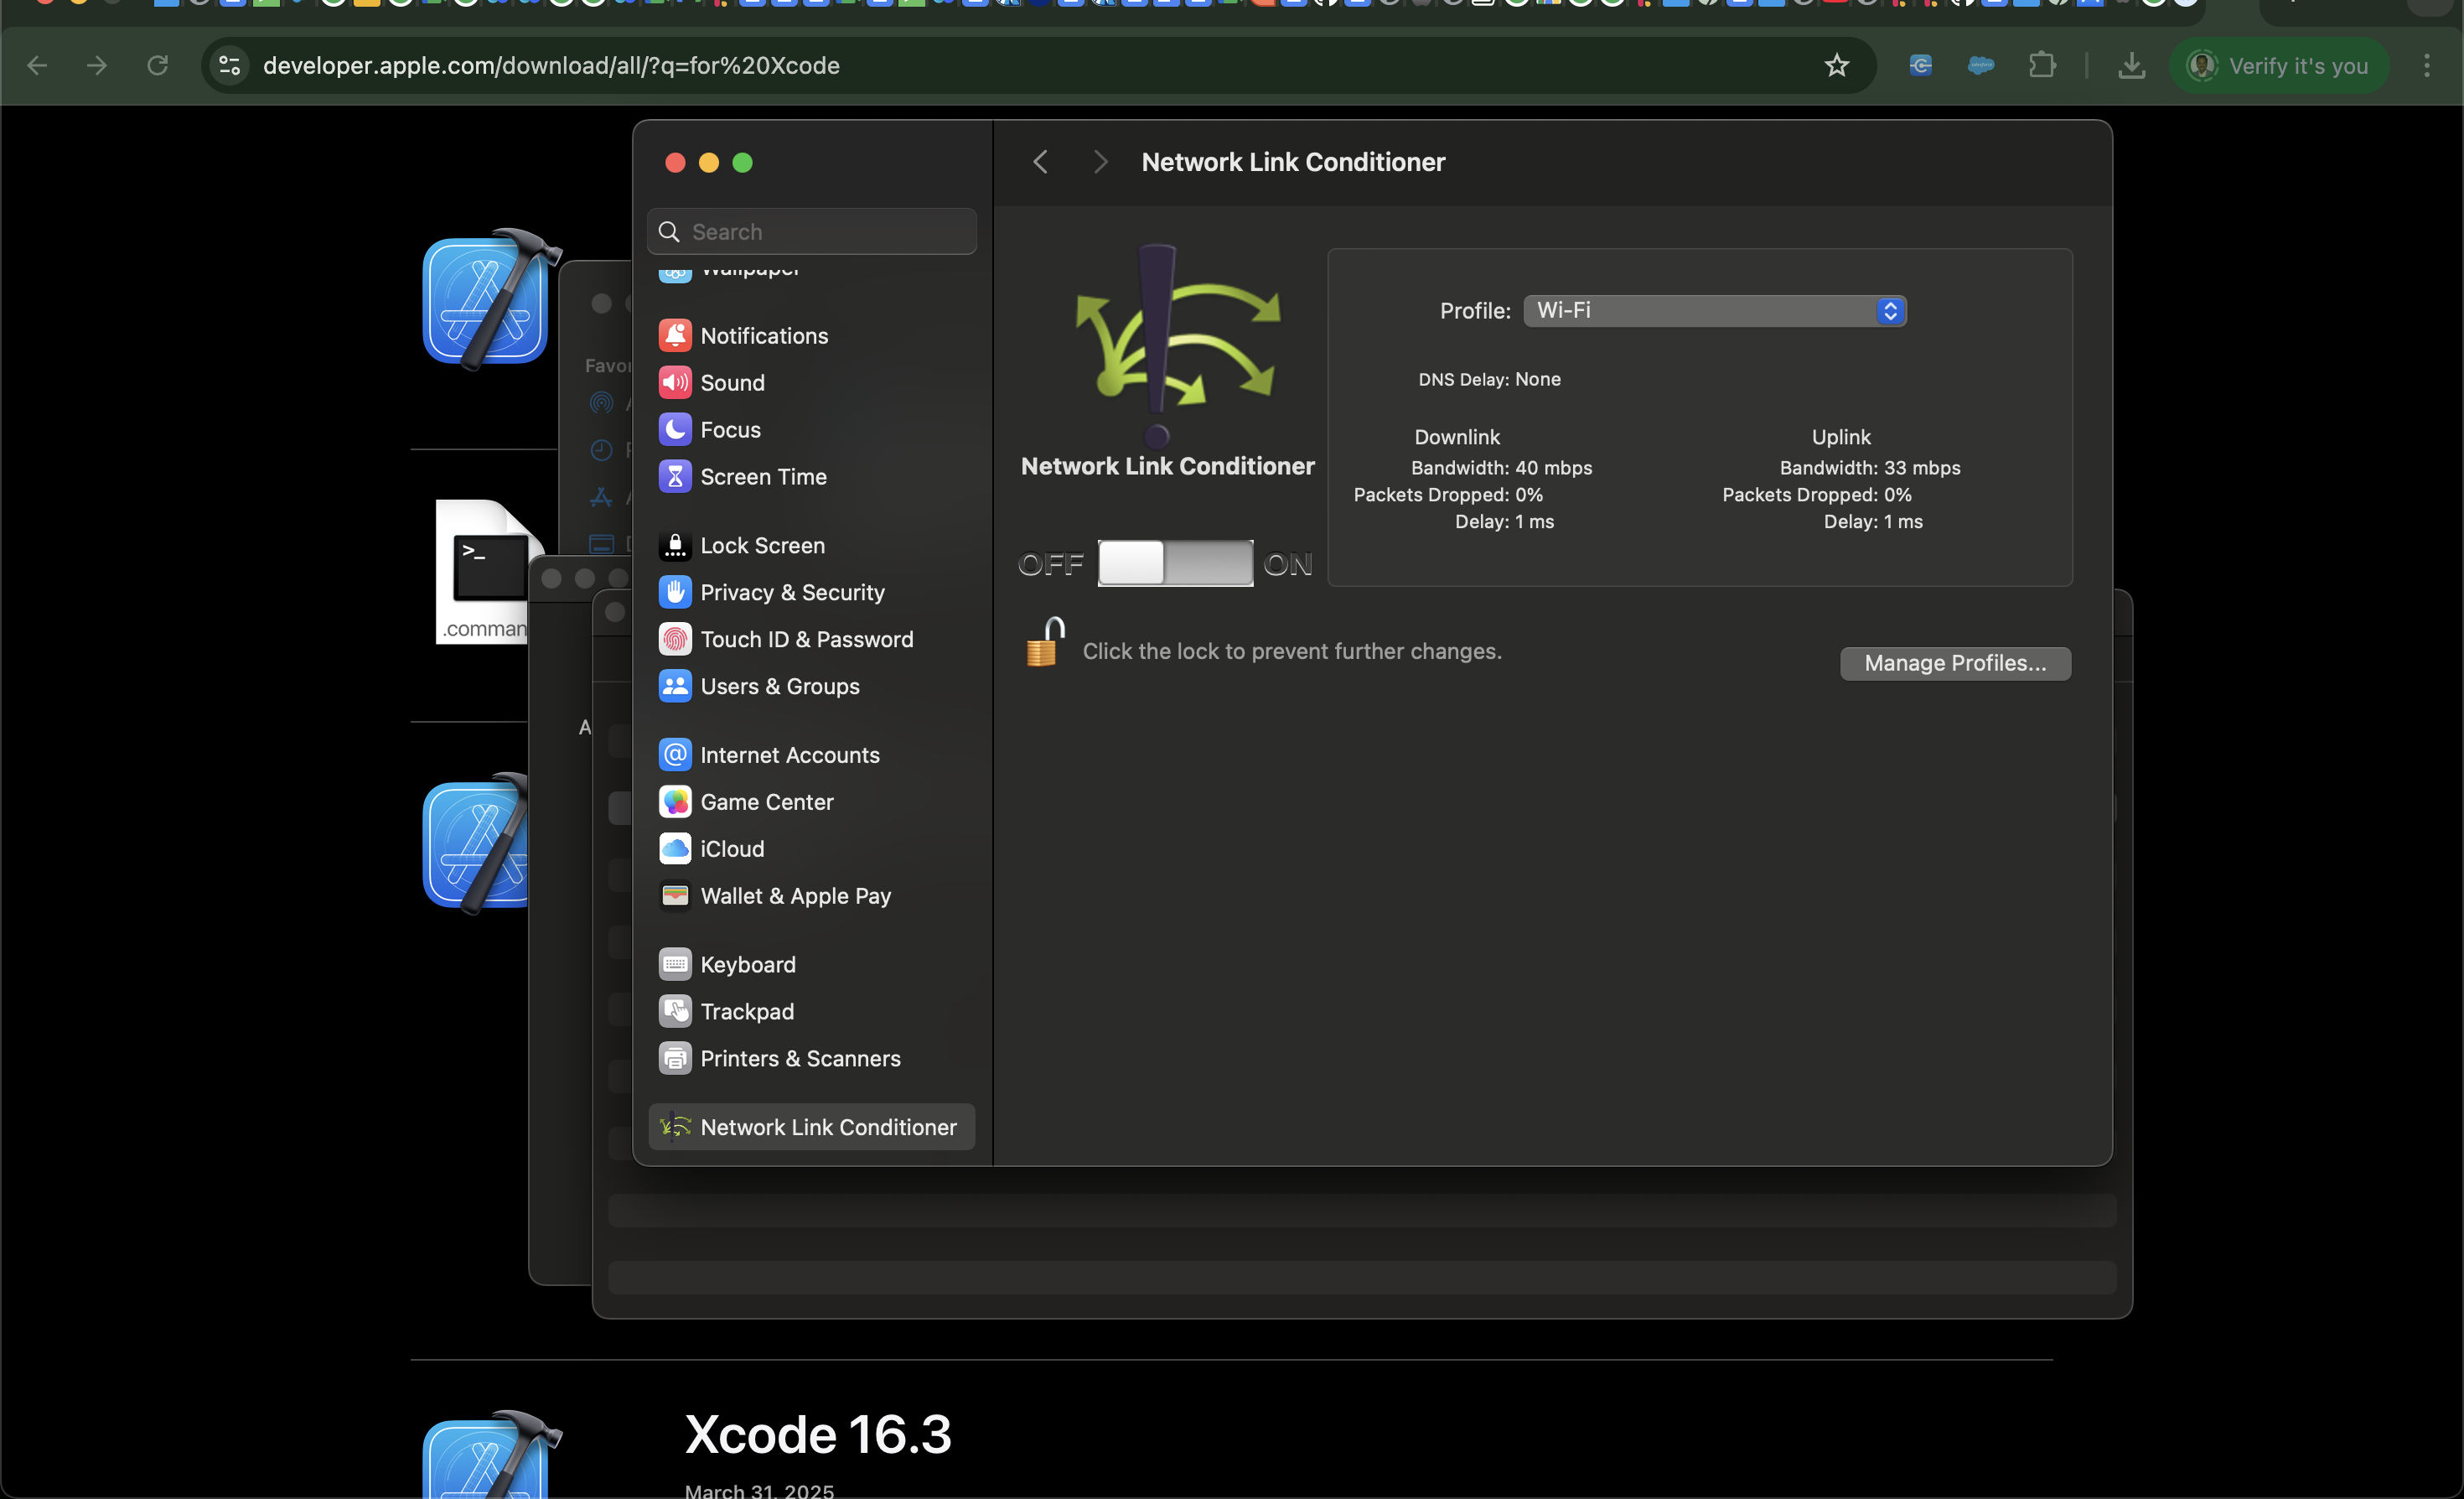 developer.apple.com/download/all/?q=for%20Xcode
Verify it's you
Network Link Conditioner
Search
Wallpaper
Notifications
Sound
Focus
Screen Time
Lock Screen
Privacy & Security
Touch ID & Password
Users & Groups
Internet Accounts
Game Center
iCloud
Wallet & Apple Pay
Keyboard
Trackpad
Printers & Scanners
Network Link Conditioner
Network Link Conditioner
OFF
ON
Profile: Wi-Fi
DNS Delay: None
Downlink
Bandwidth: 40 mbps
Packets Dropped: 0%
Delay: 1 ms
Uplink
Bandwidth: 33 mbps
Packets Dropped: 0%
Delay: 1 ms
Click the lock to prevent further changes.
Manage Profiles...
Favor
>_
.comman
A
Xcode 16.3
March 31, 2025